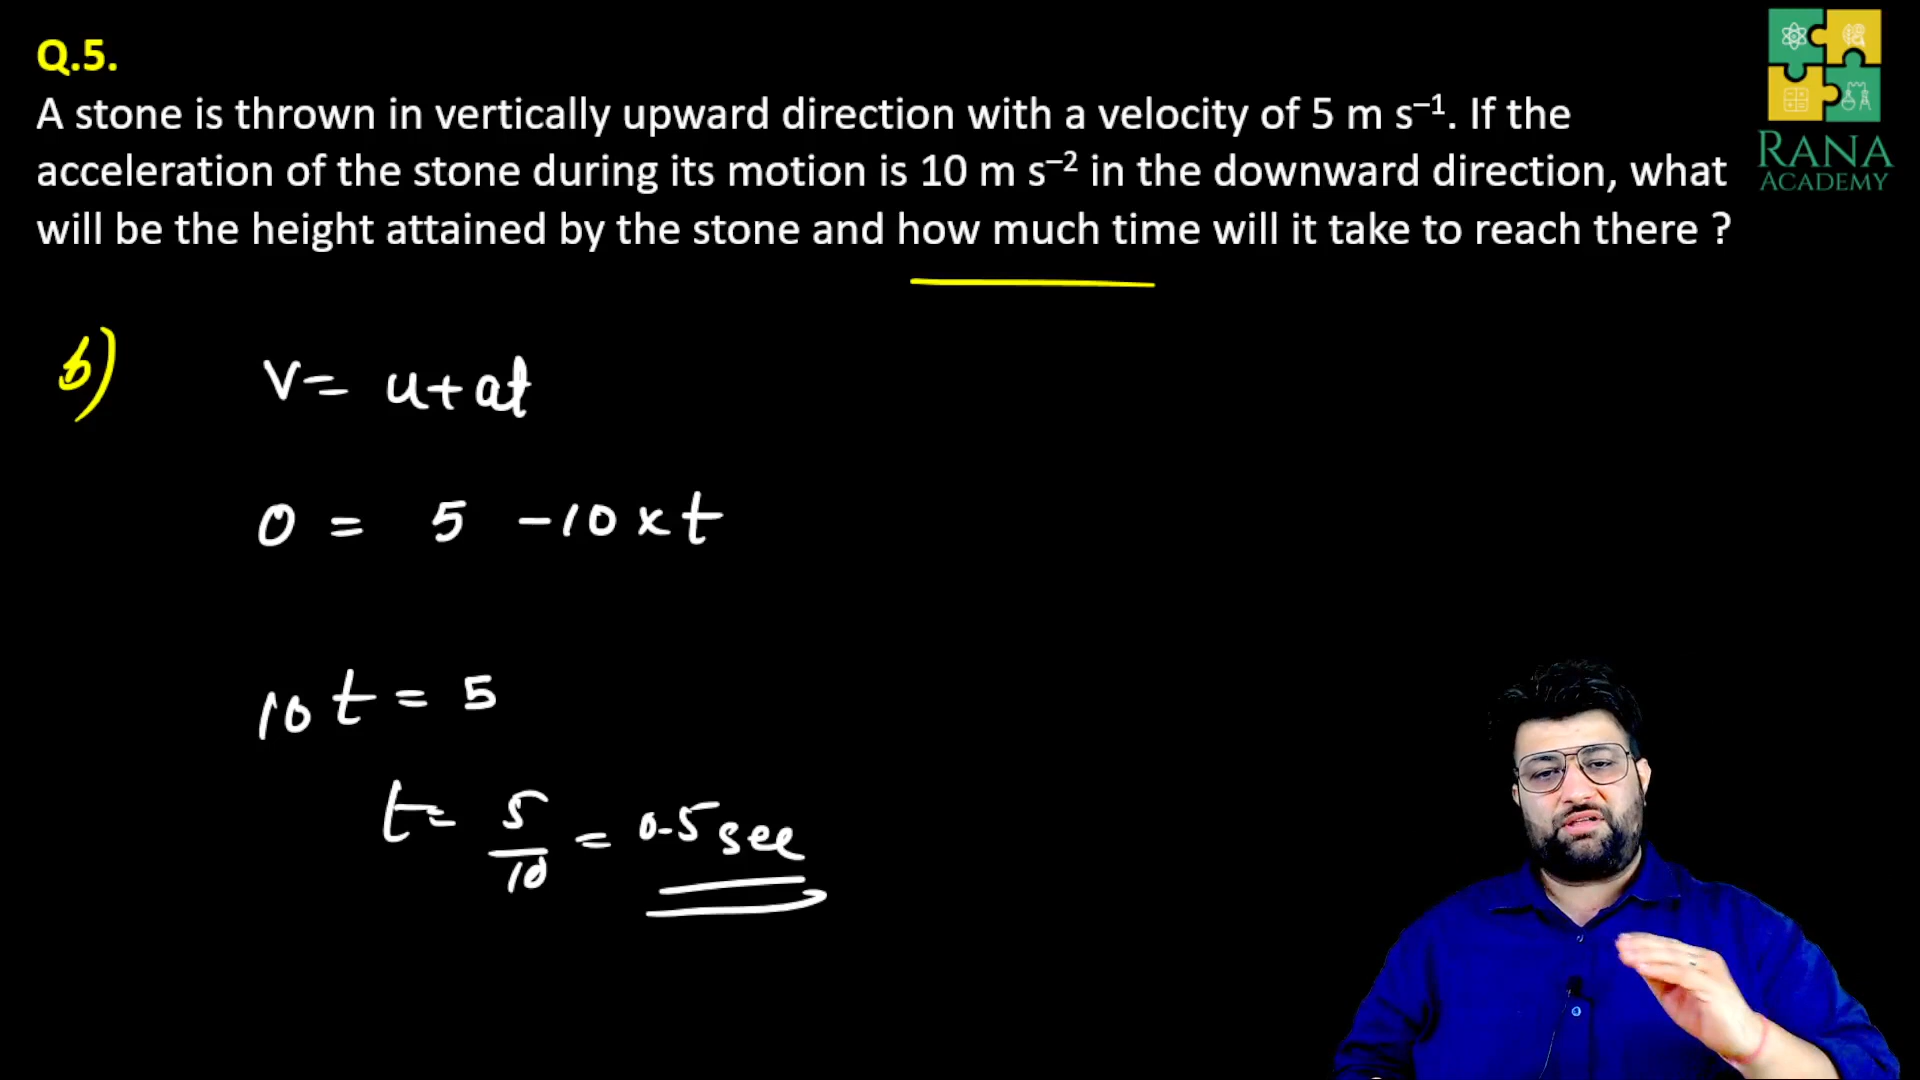 Q.5.
A stone is thrown in vertically upward direction with a velocity of 5 m s⁻¹. If the
acceleration of the stone during its motion is 10 m s⁻² in the downward direction, what
will be the height attained by the stone and how much time will it take to reach there ?
RANA
ACADEMY
b)
v = u + at
0 = 5 - 10 x t
10 t = 5
t = 5/10 = 0.5 sec